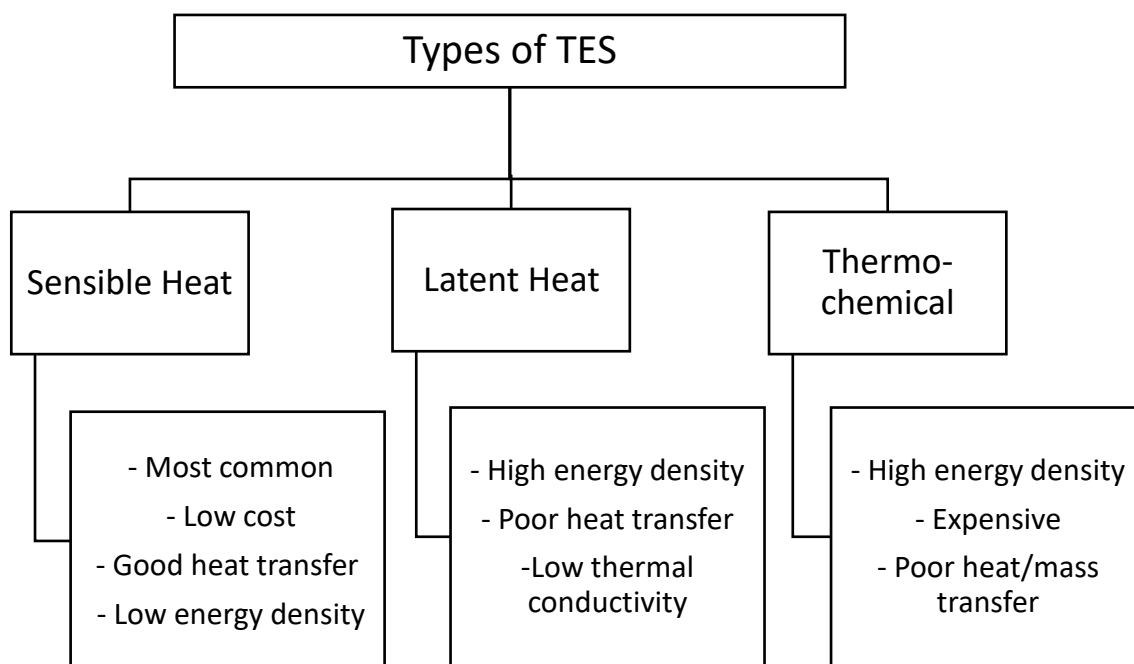 Types of TES
Sensible Heat
Latent Heat
Thermo-
chemical
- Most common
- Low cost
- Good heat transfer
- Low energy density
- High energy density
- Poor heat transfer
-Low thermal
conductivity
- High energy density
- Expensive
- Poor heat/mass
transfer